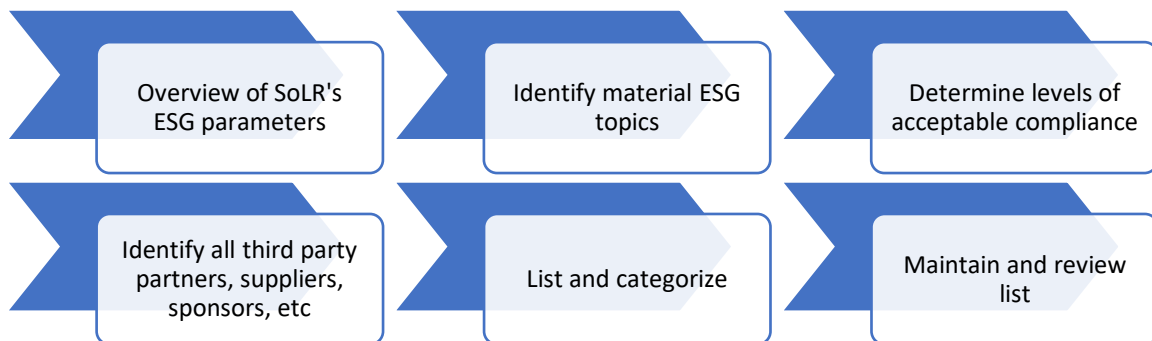 Overview of SoLR's
ESG parameters
Identify material ESG
topics
Determine levels of
acceptable compliance
Identify all third party
partners, suppliers,
sponsors, etc
List and categorize
Maintain and review
list